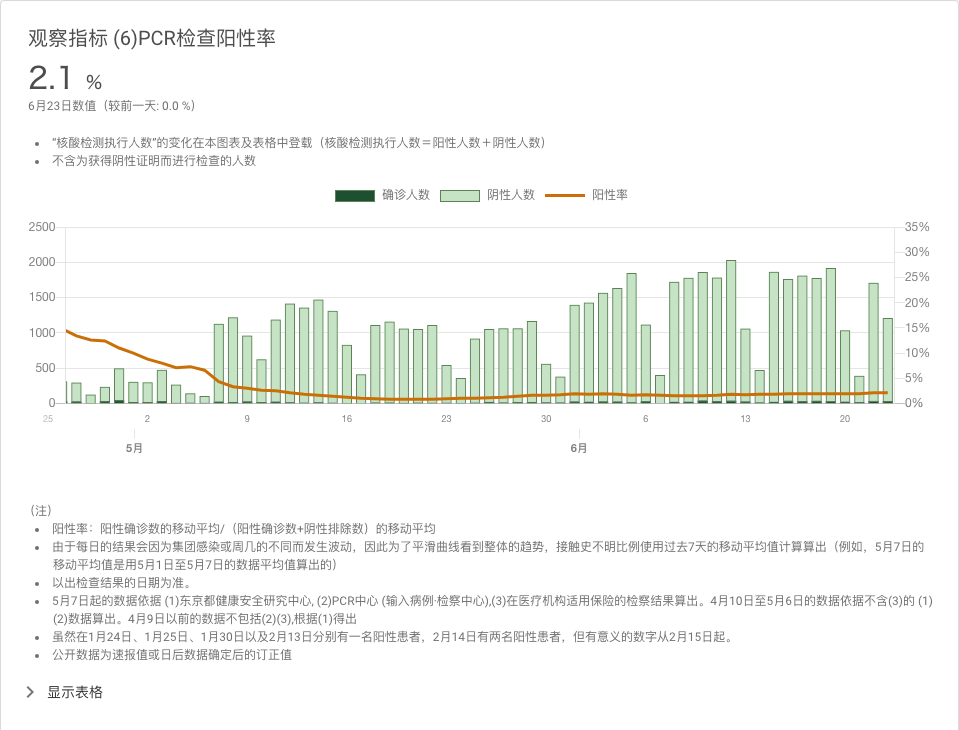 观察指标 (6)PCR检查阳性率
2.1 %
6月23日数值（较前一天: 0.0 %）
“核酸检测执行人数”的变化在本图表及表格中登载（核酸检测执行人数＝阳性人数＋阴性人数）
不含为获得阴性证明而进行检查的人数
确诊人数 阴性人数 阳性率
2500 35%
30%
2000
25%
1500 20%
15%
1000
10%
500
5%
0 0%
25 2 9 16 23 30 6 13 20
5月 6月
（注）
阳性率：阳性确诊数的移动平均/（阳性确诊数+阴性排除数）的移动平均
由于每日的结果会因为集团感染或周几的不同而发生波动，因此为了平滑曲线看到整体的趋势，接触史不明比例使用过去7天的移动平均值计算算出（例如，5月7日的
移动平均值是用5月1日至5月7日的数据平均值算出的）
以出检查结果的日期为准。
5月7日起的数据依据 (1)东京都健康安全研究中心, (2)PCR中心 (输入病例·检察中心),(3)在医疗机构适用保险的检察结果算出。4月10日至5月6日的数据依据不含(3)的 (1)
(2)数据算出。4月9日以前的数据不包括(2)(3),根据(1)得出
虽然在1月24日、1月25日、1月30日以及2月13日分别有一名阳性患者，2月14日有两名阳性患者，但有意义的数字从2月15日起。
公开数据为速报值或日后数据确定后的订正值
显示表格